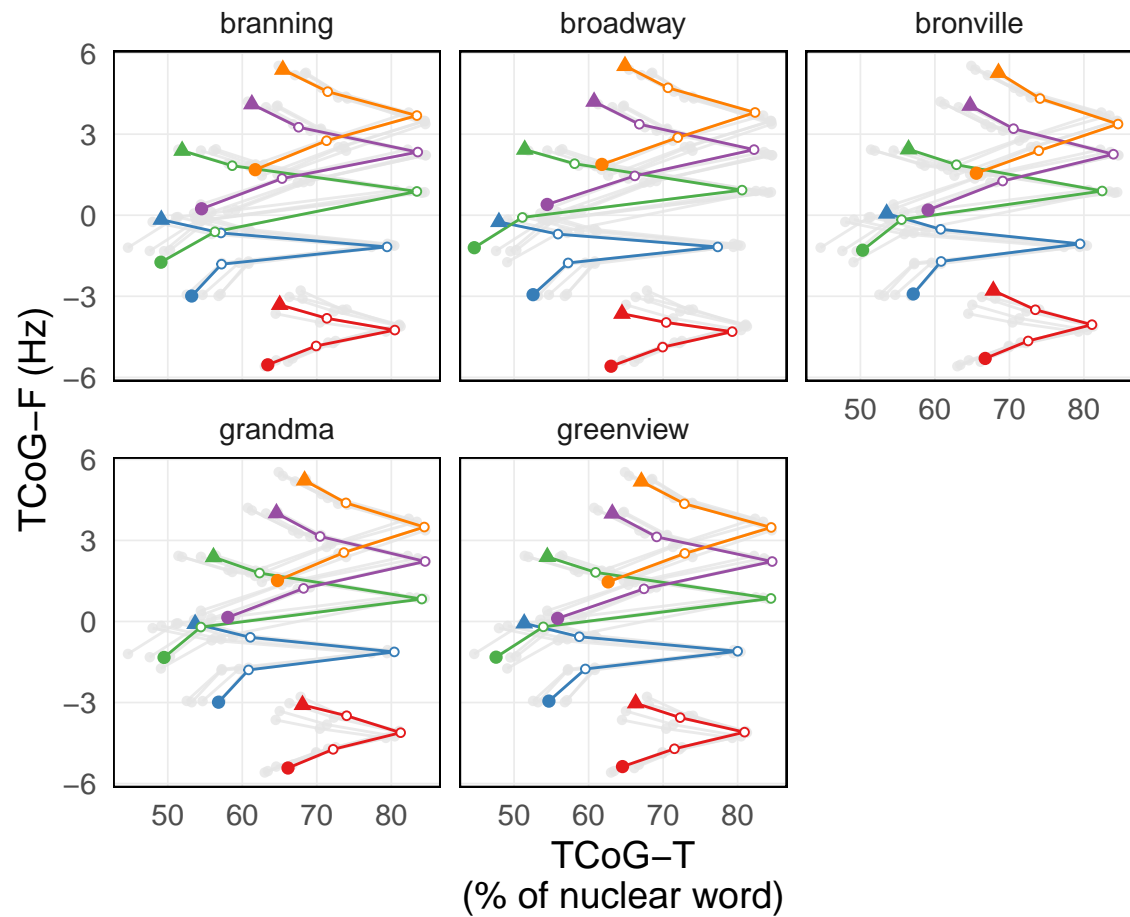 branning
broadway
bronville
6
3
0
−3
−6
50
60
70
80
grandma
greenview
6
3
0
−3
−6
50
60
70
80
50
60
70
80
TCoG−F (Hz)
TCoG−T
(% of nuclear word)